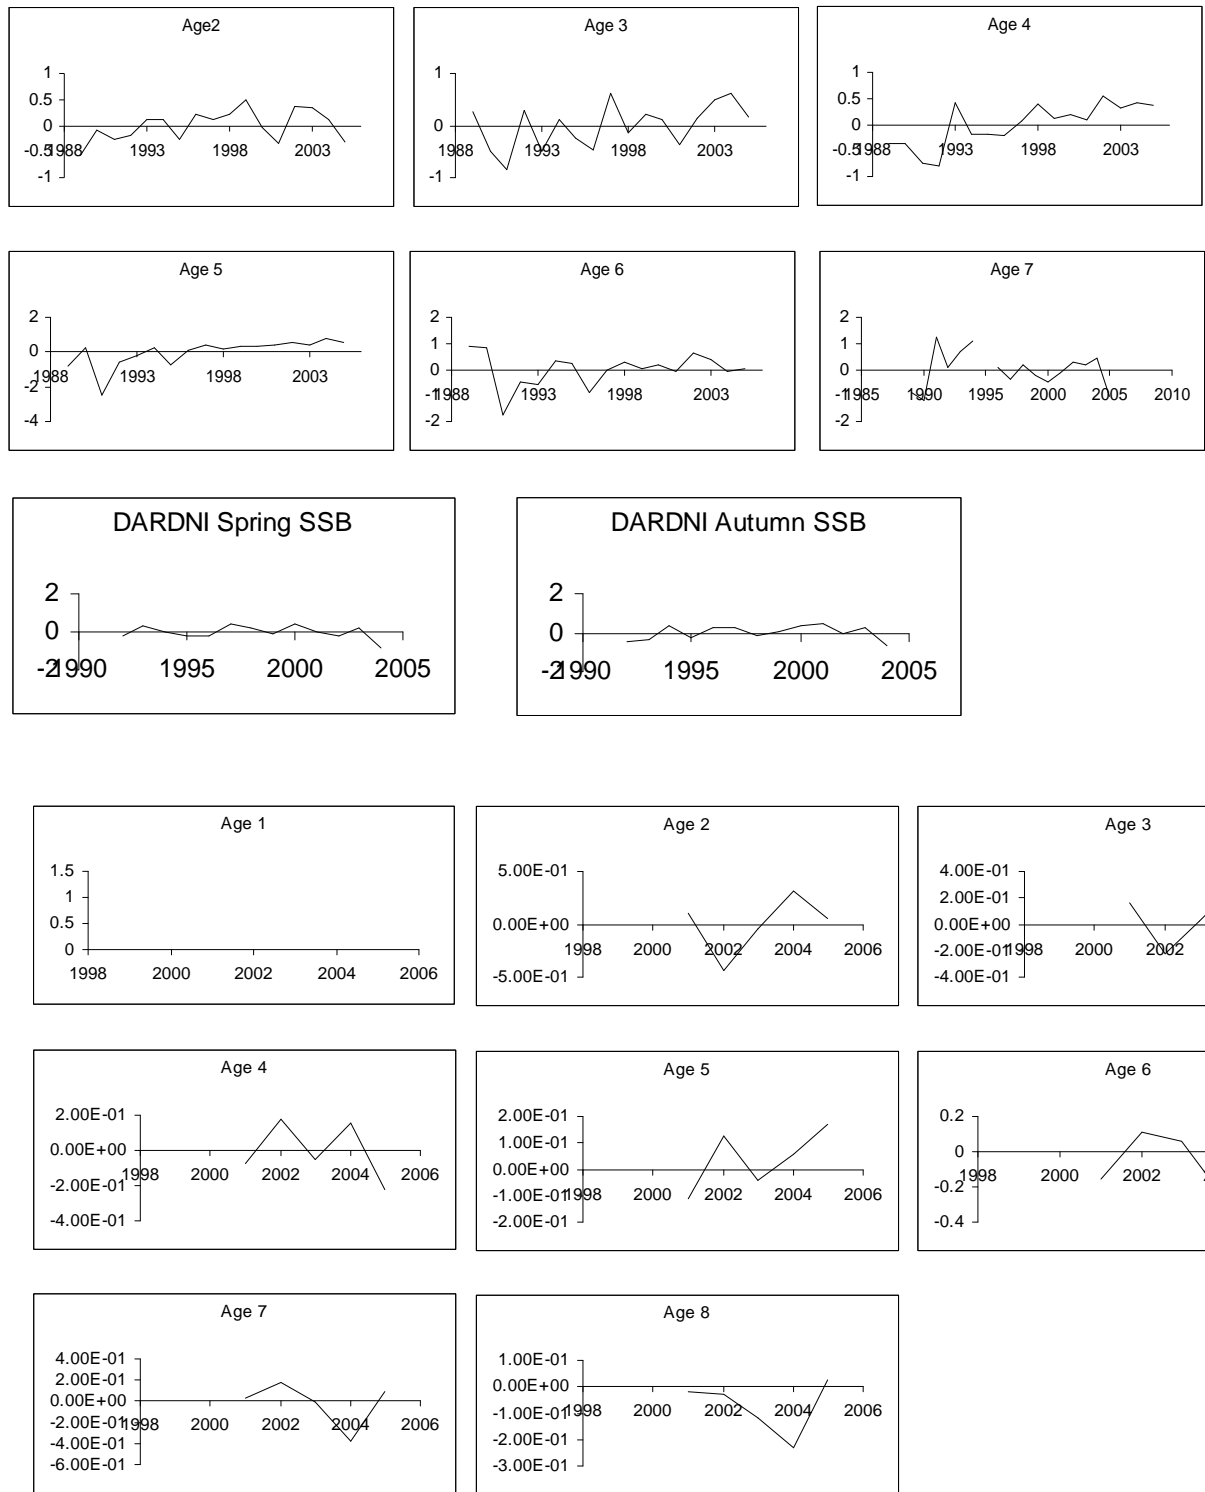 Age2
1
0.5
0
-0.5
-1
1988 1993 1998 2003
Age 3
1
0
-1
1988 1993 1998 2003
Age 4
1
0.5
0
-0.5
-1
1988 1993 1998 2003
Age 5
2
0
-2
-4
1988 1993 1998 2003
Age 6
2
1
0
-1
-2
1988 1993 1998 2003
Age 7
2
1
0
-1
-2
1985 1990 1995 2000 2005 2010
DARDNI Spring SSB
2
0
-2
1990 1995 2000 2005
DARDNI Autumn SSB
2
0
-2
1990 1995 2000 2005
Age 1
1.5
1
0.5
0
1998 2000 2002 2004 2006
Age 2
5.00E-01
0.00E+00
-5.00E-01
1998 2000 2002 2004 2006
Age 3
4.00E-01
2.00E-01
0.00E+00
-2.00E-01
-4.00E-01
1998 2000 2002
Age 4
2.00E-01
0.00E+00
-2.00E-01
-4.00E-01
1998 2000 2002 2004 2006
Age 5
2.00E-01
1.00E-01
0.00E+00
-1.00E-01
-2.00E-01
1998 2000 2002 2004 2006
Age 6
0.2
0
-0.2
-0.4
1998 2000 2002
Age 7
4.00E-01
2.00E-01
0.00E+00
-2.00E-01
-4.00E-01
-6.00E-01
1998 2000 2002 2004 2006
Age 8
1.00E-01
0.00E+00
-1.00E-01
-2.00E-01
-3.00E-01
1998 2000 2002 2004 2006